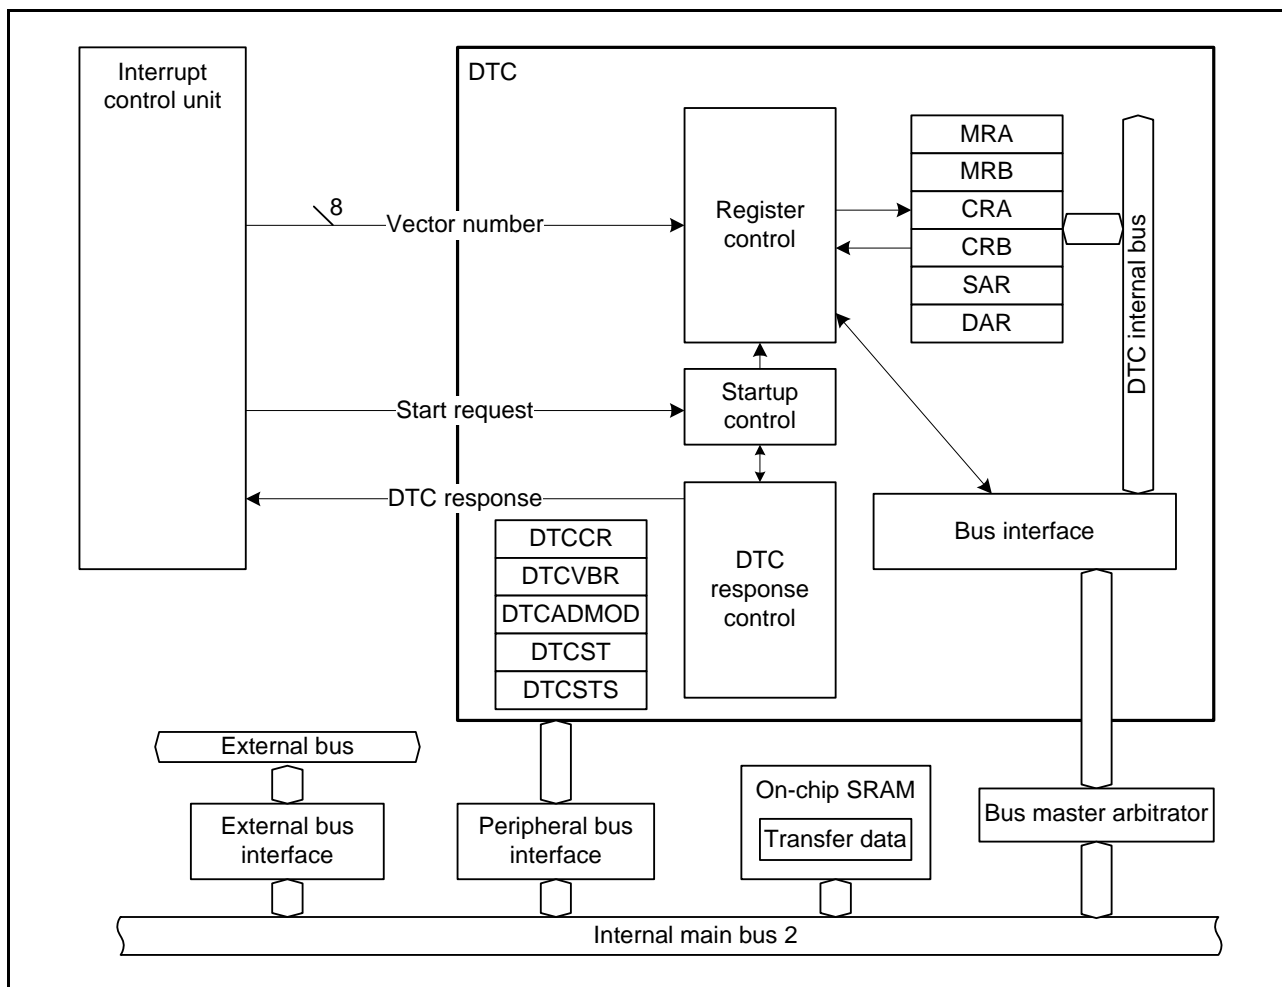 Interrupt
control unit
DTC
8
Vector number
Register
control
MRA
MRB
CRA
CRB
SAR
DAR
DTC internal bus
Start request
Startup
control
DTC response
DTC
response
control
Bus interface
DTCCR
DTCVBR
DTCADMOD
DTCST
DTCSTS
External bus
External bus
interface
Peripheral bus
interface
On-chip SRAM
Transfer data
Bus master arbitrator
Internal main bus 2